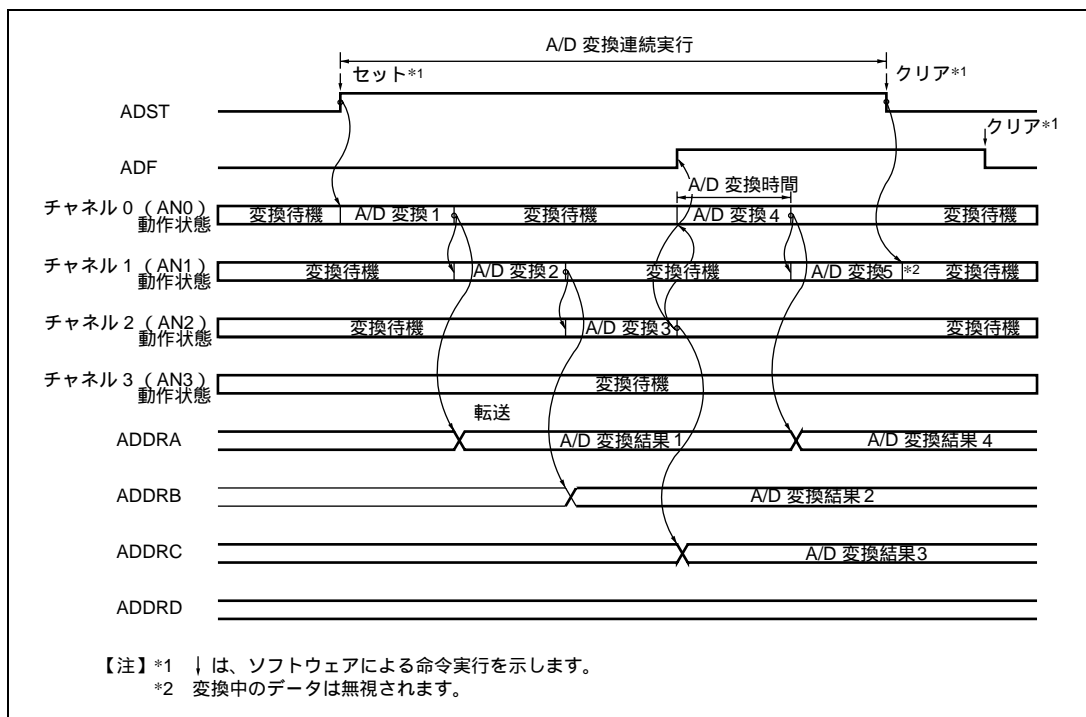 A/D 変換連続実行
セット*1
クリア*1
ADST
クリア*1
ADF
A/D 変換時間
チャネル 0 (AN0)
動作状態
変換待機
A/D 変換 1
変換待機
A/D 変換 4
変換待機
チャネル 1 (AN1)
動作状態
変換待機
A/D 変換 2
変換待機
A/D 変換5
*2
変換待機
チャネル 2 (AN2)
動作状態
変換待機
A/D 変換 3
変換待機
チャネル 3 (AN3)
動作状態
変換待機
転送
ADDRA
A/D 変換結果 1
A/D 変換結果 4
ADDRB
A/D 変換結果 2
ADDRC
A/D 変換結果3
ADDRD
【注】*1 ↓は、ソフトウェアによる命令実行を示します。
*2 変換中のデータは無視されます。